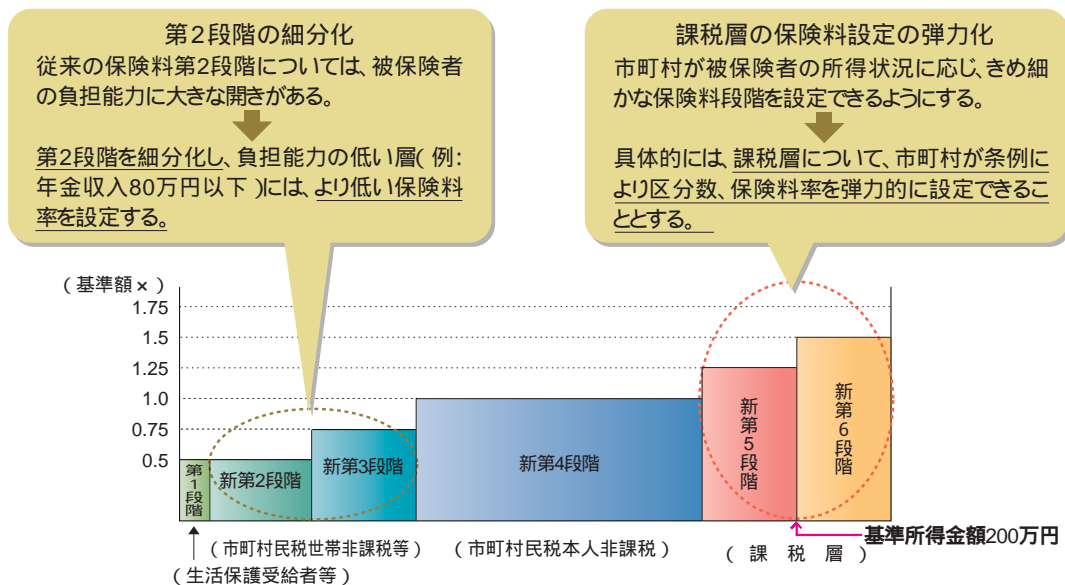 第2段階の細分化
従来の保険料第2段階については、被保険者
の負担能力に大きな開きがある。
第2段階を細分化し、負担能力の低い層(例:
年金収入80万円以下)には、より低い保険料
率を設定する。
課税層の保険料設定の弾力化
市町村が被保険者の所得状況に応じ、きめ細
かな保険料段階を設定できるようにする。
具体的には、課税層について、市町村が条例に
より区分数、保険料率を弾力的に設定できるこ
ととする。
(基準額×)
1.75
1.5
1.25
1.0
0.75
0.5
第1段階
新第2段階
新第3段階
新第4段階
新第5段階
新第6段階
基準所得金額200万円
(市町村民税世帯非課税等)
(市町村民税本人非課税)
(課税層)
(生活保護受給者等)